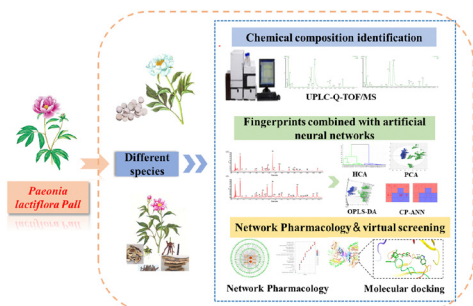 Chemical composition identification
UPLC-Q-TOF/MS
Fingerprints combined with artificial
neural networks
HCA
PCA
OPLS-DA
CP-ANN
Different
species
Paeonia
lactiflora Pall
Network Pharmacology & virtual screening
Network Pharmacology
Molecular docking